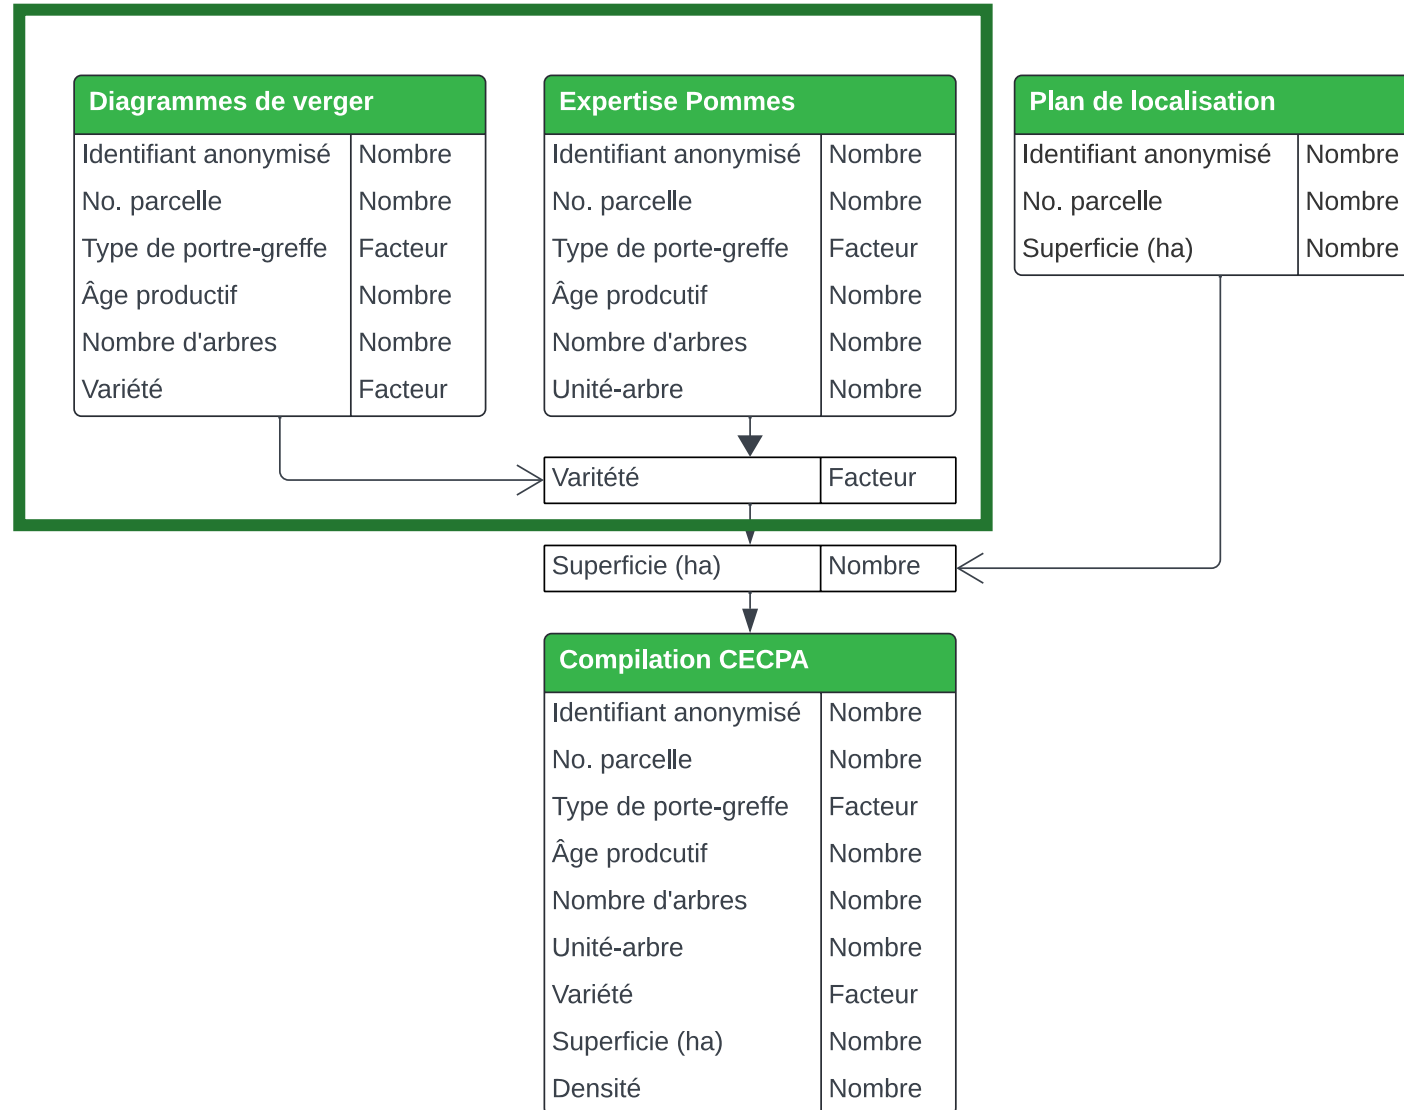 Diagrammes de verger
Identifiant anonymisé Nombre
No. parcelle Nombre
Type de portre-greffe Facteur
Âge productif Nombre
Nombre d'arbres Nombre
Variété Facteur
Expertise Pommes
Identifiant anonymisé Nombre
No. parcelle Nombre
Type de porte-greffe Facteur
Âge prodcutif Nombre
Nombre d'arbres Nombre
Unité-arbre Nombre
Plan de localisation
Identifiant anonymisé Nombre
No. parcelle Nombre
Superficie (ha) Nombre
Varitété Facteur
Superficie (ha) Nombre
Compilation CECPA
Identifiant anonymisé Nombre
No. parcelle Nombre
Type de porte-greffe Facteur
Âge prodcutif Nombre
Nombre d'arbres Nombre
Unité-arbre Nombre
Variété Facteur
Superficie (ha) Nombre
Densité Nombre